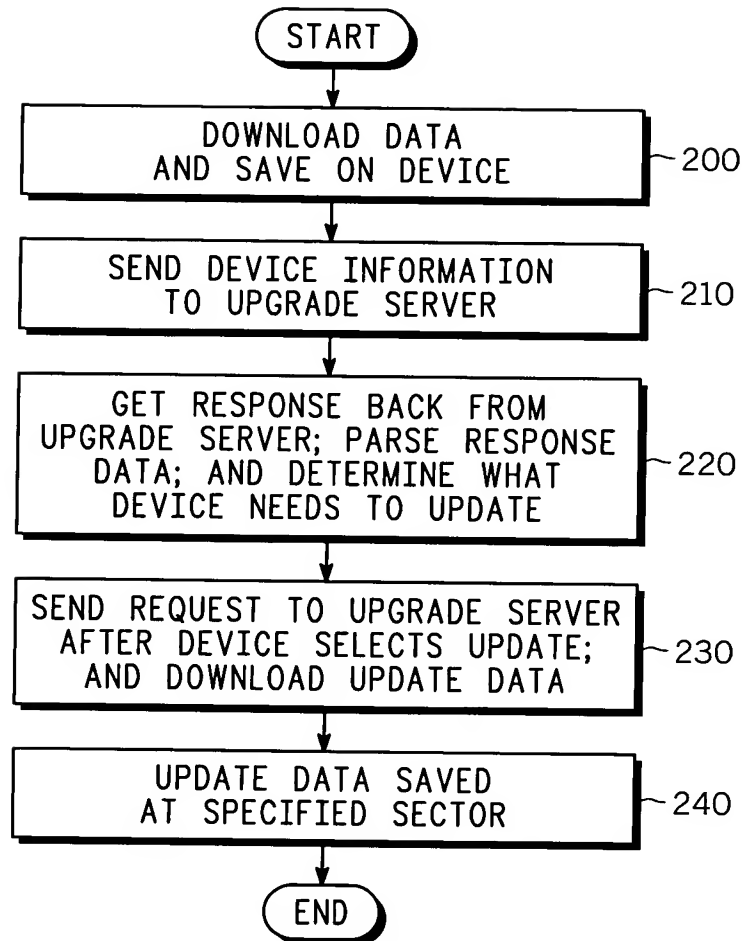 START
DOWNLOAD DATA
AND SAVE ON DEVICE
200
SEND DEVICE INFORMATION
TO UPGRADE SERVER
210
GET RESPONSE BACK FROM
UPGRADE SERVER; PARSE RESPONSE
DATA; AND DETERMINE WHAT
DEVICE NEEDS TO UPDATE
220
SEND REQUEST TO UPGRADE SERVER
AFTER DEVICE SELECTS UPDATE;
AND DOWNLOAD UPDATE DATA
230
UPDATE DATA SAVED
AT SPECIFIED SECTOR
240
END